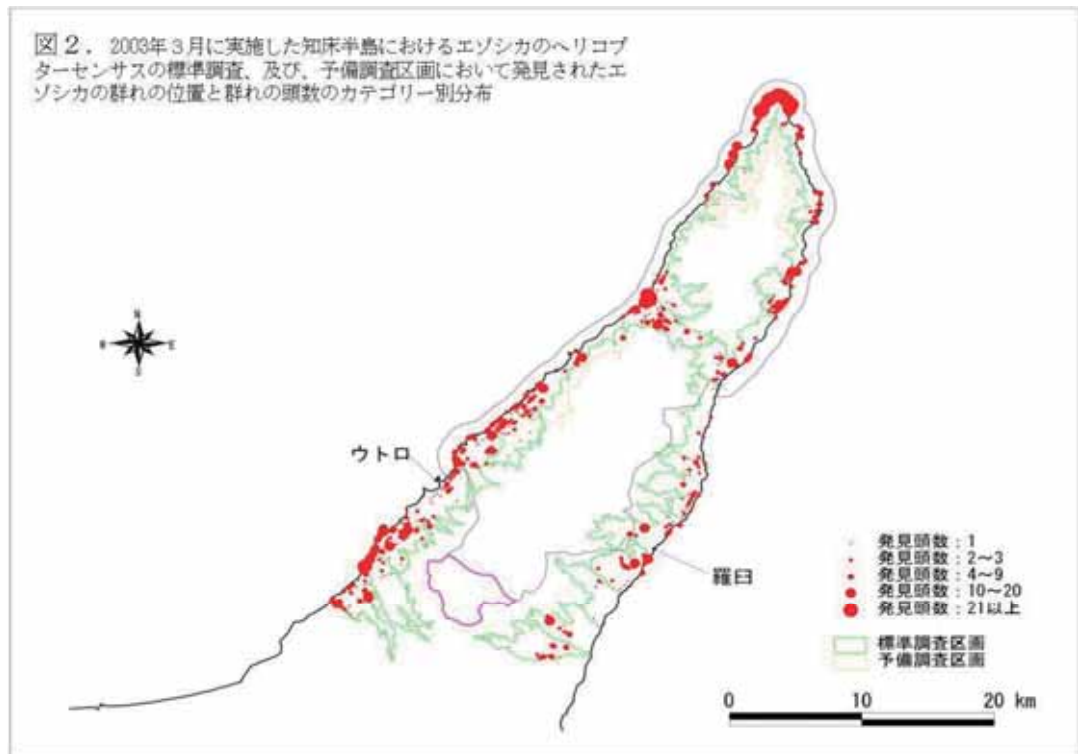 図２．2003年３月に実施した知床半島におけるエゾシカのヘリコプ
ターセンサスの標準調査、及び、予備調査区画において発見されたエ
ゾシカの群れの位置と群れの頭数のカテゴリー別分布
N
W E
S
ウトロ
羅臼
発見頭数：1
発見頭数：2～3
発見頭数：4～9
発見頭数：10～20
発見頭数：21以上
標準調査区画
予備調査区画
0 10 20 km